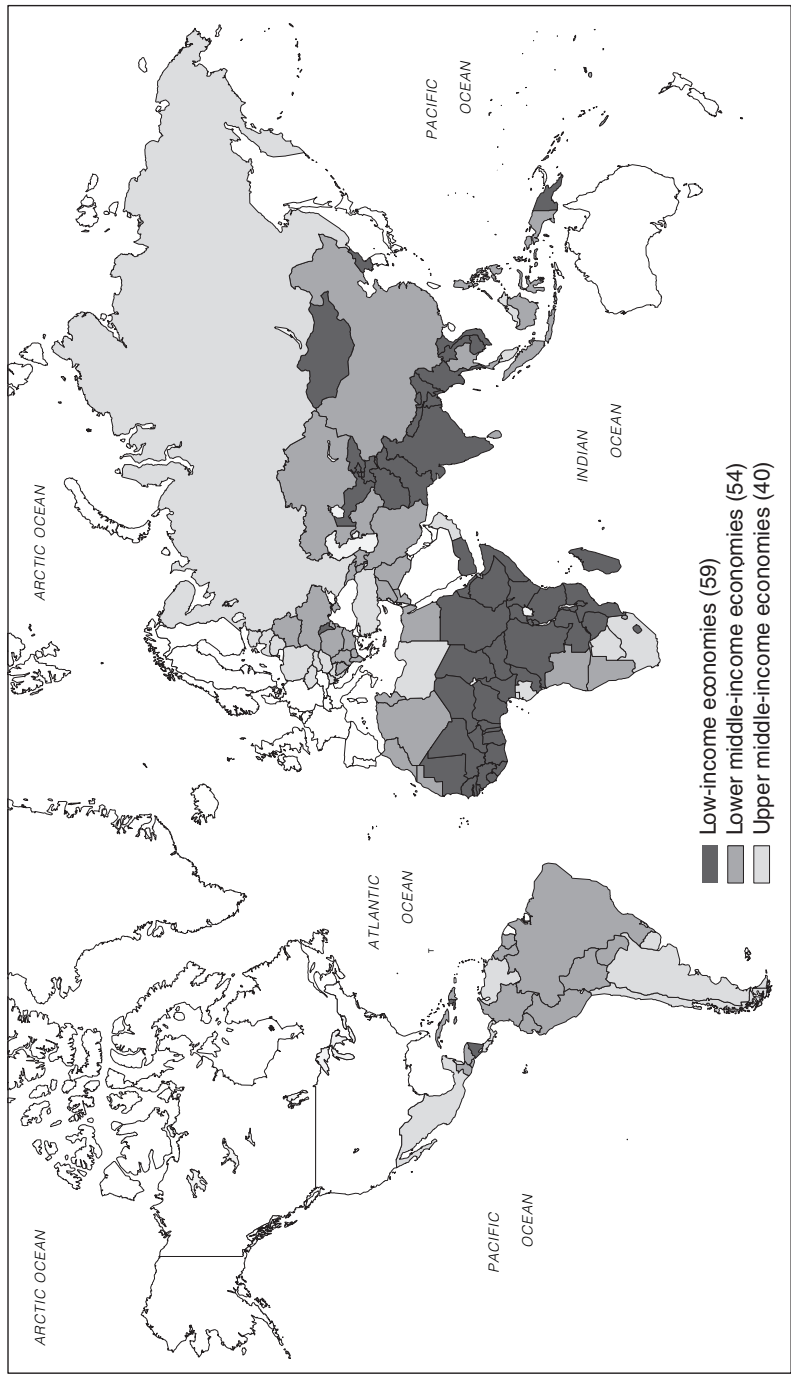 ARCTIC OCEAN
ARCTIC OCEAN
PACIFIC
OCEAN
ATLANTIC
OCEAN
PACIFIC
OCEAN
INDIAN
OCEAN
Low-income economies (59)
Lower middle-income economies (54)
Upper middle-income economies (40)